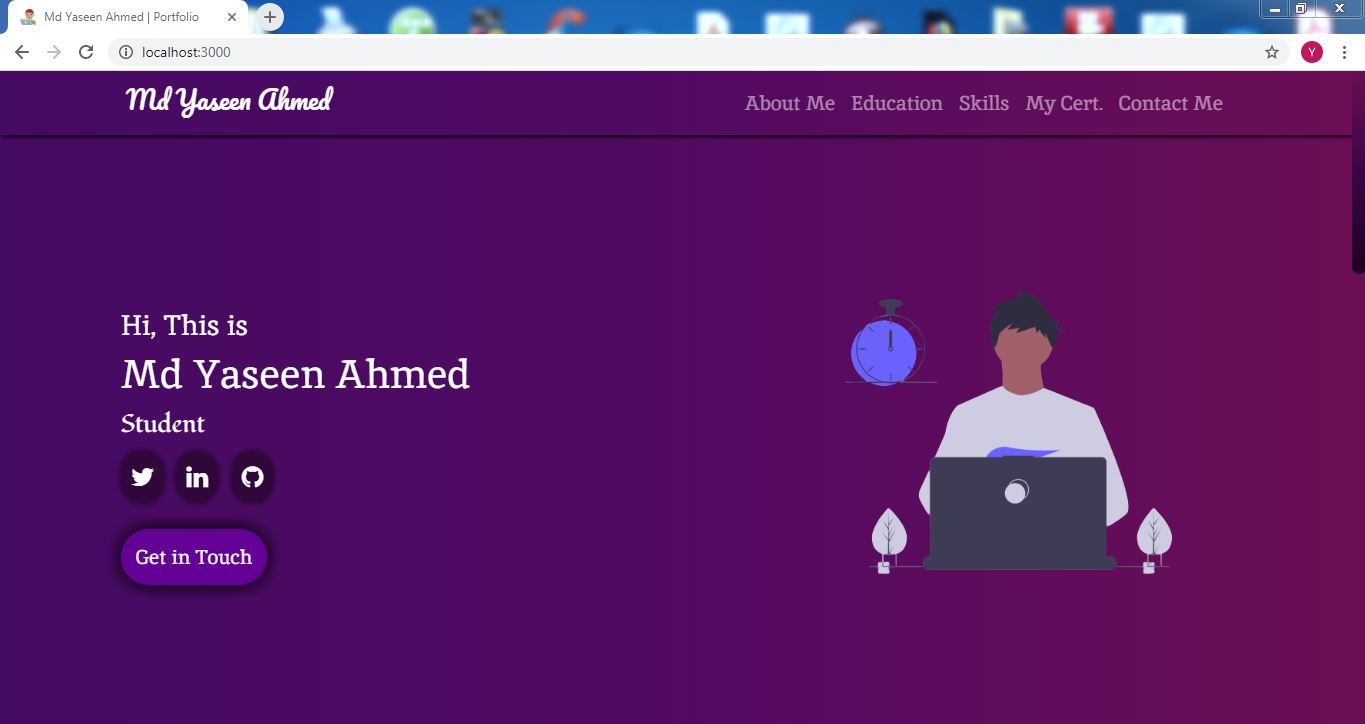 Md Yaseen Ahmed | Portfolio
localhost:3000
Y
Md Yaseen Ahmed
About Me Education Skills My Cert. Contact Me
Hi, This is
Md Yaseen Ahmed
Student
in
Get in Touch